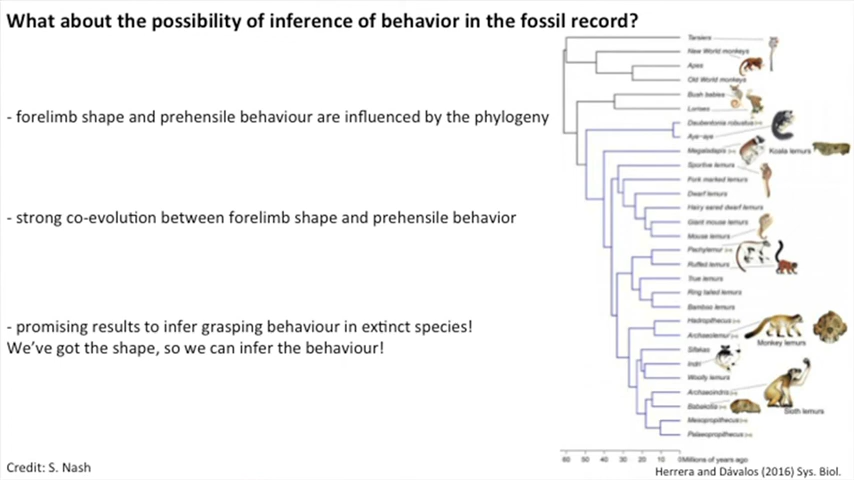 What about the possibility of inference of behavior in the fossil record?
- forelimb shape and prehensile behaviour are influenced by the phylogeny
- strong co-evolution between forelimb shape and prehensile behavior
- promising results to infer grasping behaviour in extinct species!
We've got the shape, so we can infer the behaviour!
Tarsiers
New World monkeys
Apes
Old World monkeys
Bush babies
Lorises
Daubentonia robustus
Aye-aye
Megaladapis
Koala lemurs
Sportive lemurs
Fork marked lemurs
Dwarf lemurs
Hairy eared dwarf lemurs
Giant mouse lemurs
Mouse lemurs
Pachylemur
Ruffed lemurs
True lemurs
Ring tailed lemurs
Bamboo lemurs
Hadropithecus
Archaeolemur
Monkey lemurs
Sifakas
Indri
Woolly lemurs
Archaeoindris
Babakotia
Sloth lemurs
Mesopropithecus
Palaeopropithecus
60 50 40 30 20 10 0 Millions of years ago
Credit: S. Nash
Herrera and Dávalos (2016) Sys. Biol.